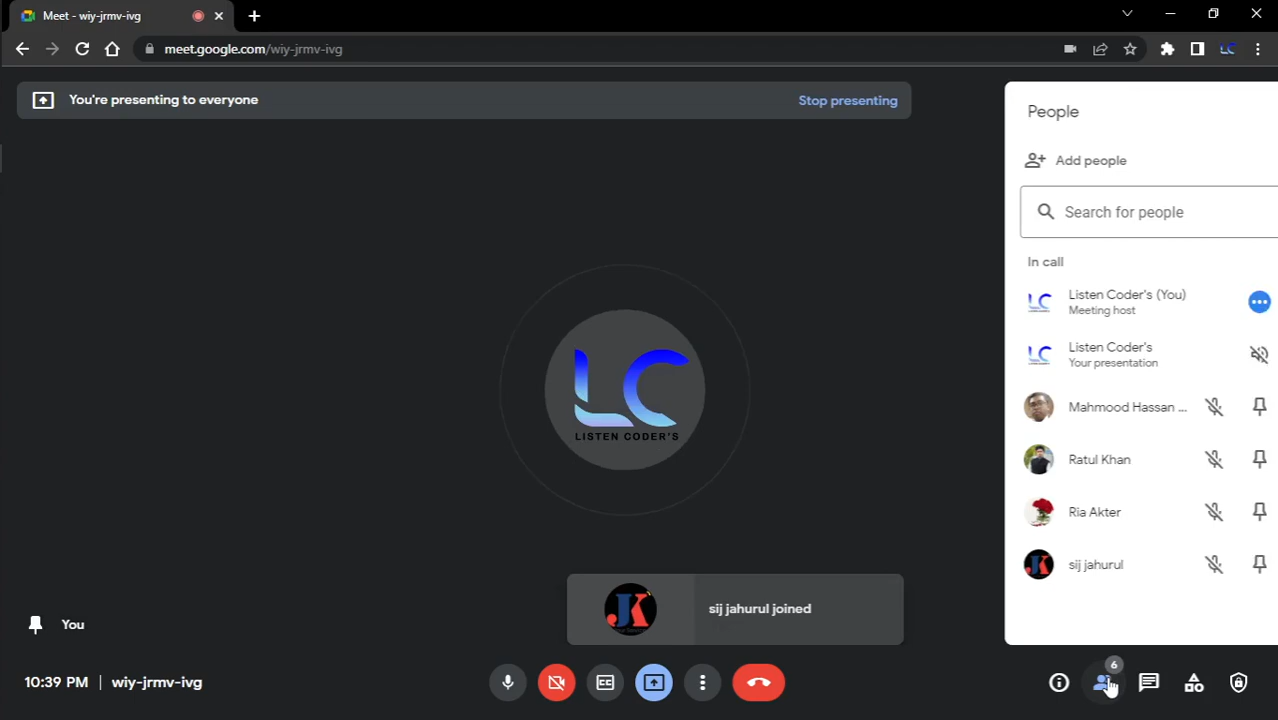 Meet - wiy-jrmv-ivg
meet.google.com/wiy-jrmv-ivg
You're presenting to everyone
Stop presenting
LC
LISTEN CODER'S
sij jahurul joined
You
10:39 PM | wiy-jrmv-ivg
People
Add people
Search for people
In call
Listen Coder's (You)
Meeting host
Listen Coder's
Your presentation
Mahmood Hassan ...
Ratul Khan
Ria Akter
sij jahurul
6